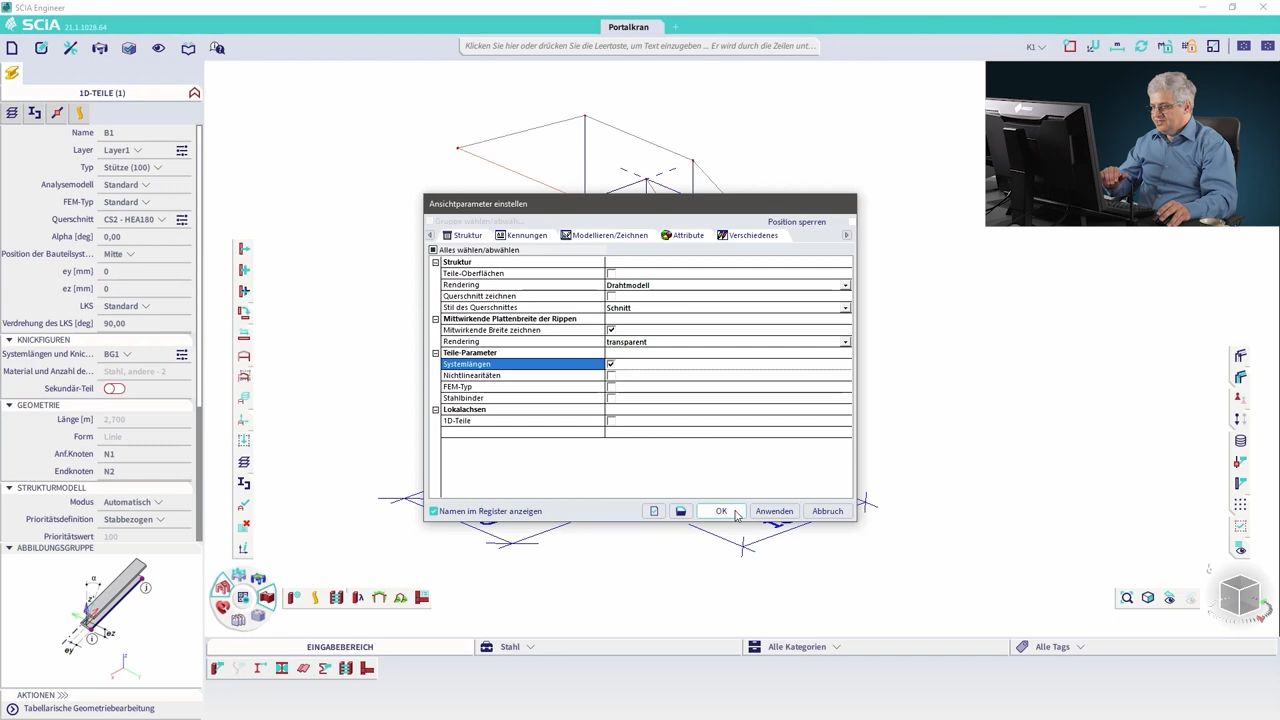 SCIA Engineer
SCIA 21.1.1028.64
Portalkran
Klicken Sie hier oder drücken Sie die Leertaste, um Text einzugeben ... Er wird durch die Zeilen unt...
K1
1D-TEILE (1)
Name B1
Layer Layer1
Typ Stütze (100)
Analysemodell Standard
FEM-Typ Standard
Querschnitt CS2 - HEA180
Alpha [deg] 0,00
Position der Bauteilsyst... Mitte
ey [mm] 0
ez [mm] 0
LKS Standard
Verdrehung des LKS [deg] 90,00
KNICKFIGUREN
Systemlängen und Knic... BG1
Material und Anzahl de... Stahl, andere - 2
Sekundär-Teil
GEOMETRIE
Länge [m] 2,700
Form Linie
Anf.Knoten N1
Endknoten N2
STRUKTURMODELL
Modus Automatisch
Prioritätsdefinition Stabbezogen
Priorität 100
ABBILDUNGSGRUPPE
α
j
i
ez
ey
z
AKTIONEN >>>
Tabellarische Geometriebearbeitung
Ansichtparameter einstellen
Gruppe wählen/abwäh...
Position sperren
Struktur Kennungen Modellieren/Zeichnen Attribute Verschiedenes
Alles wählen/abwählen
Struktur
Teile-Oberflächen
Rendering Drahtmodell
Querschnitt zeichnen
Stil des Querschnittes Schnitt
Mittwirkende Plattenbreite der Rippen
Mitwirkende Breite zeichnen
Rendering transparent
Teile-Parameter
Systemlängen
Nichtlinearitäten
FEM-Typ
Stahlbinder
Lokalachsen
1D-Teile
Namen im Register anzeigen
OK Anwenden Abbruch
EINGABEBEREICH Stahl Alle Kategorien Alle Tags